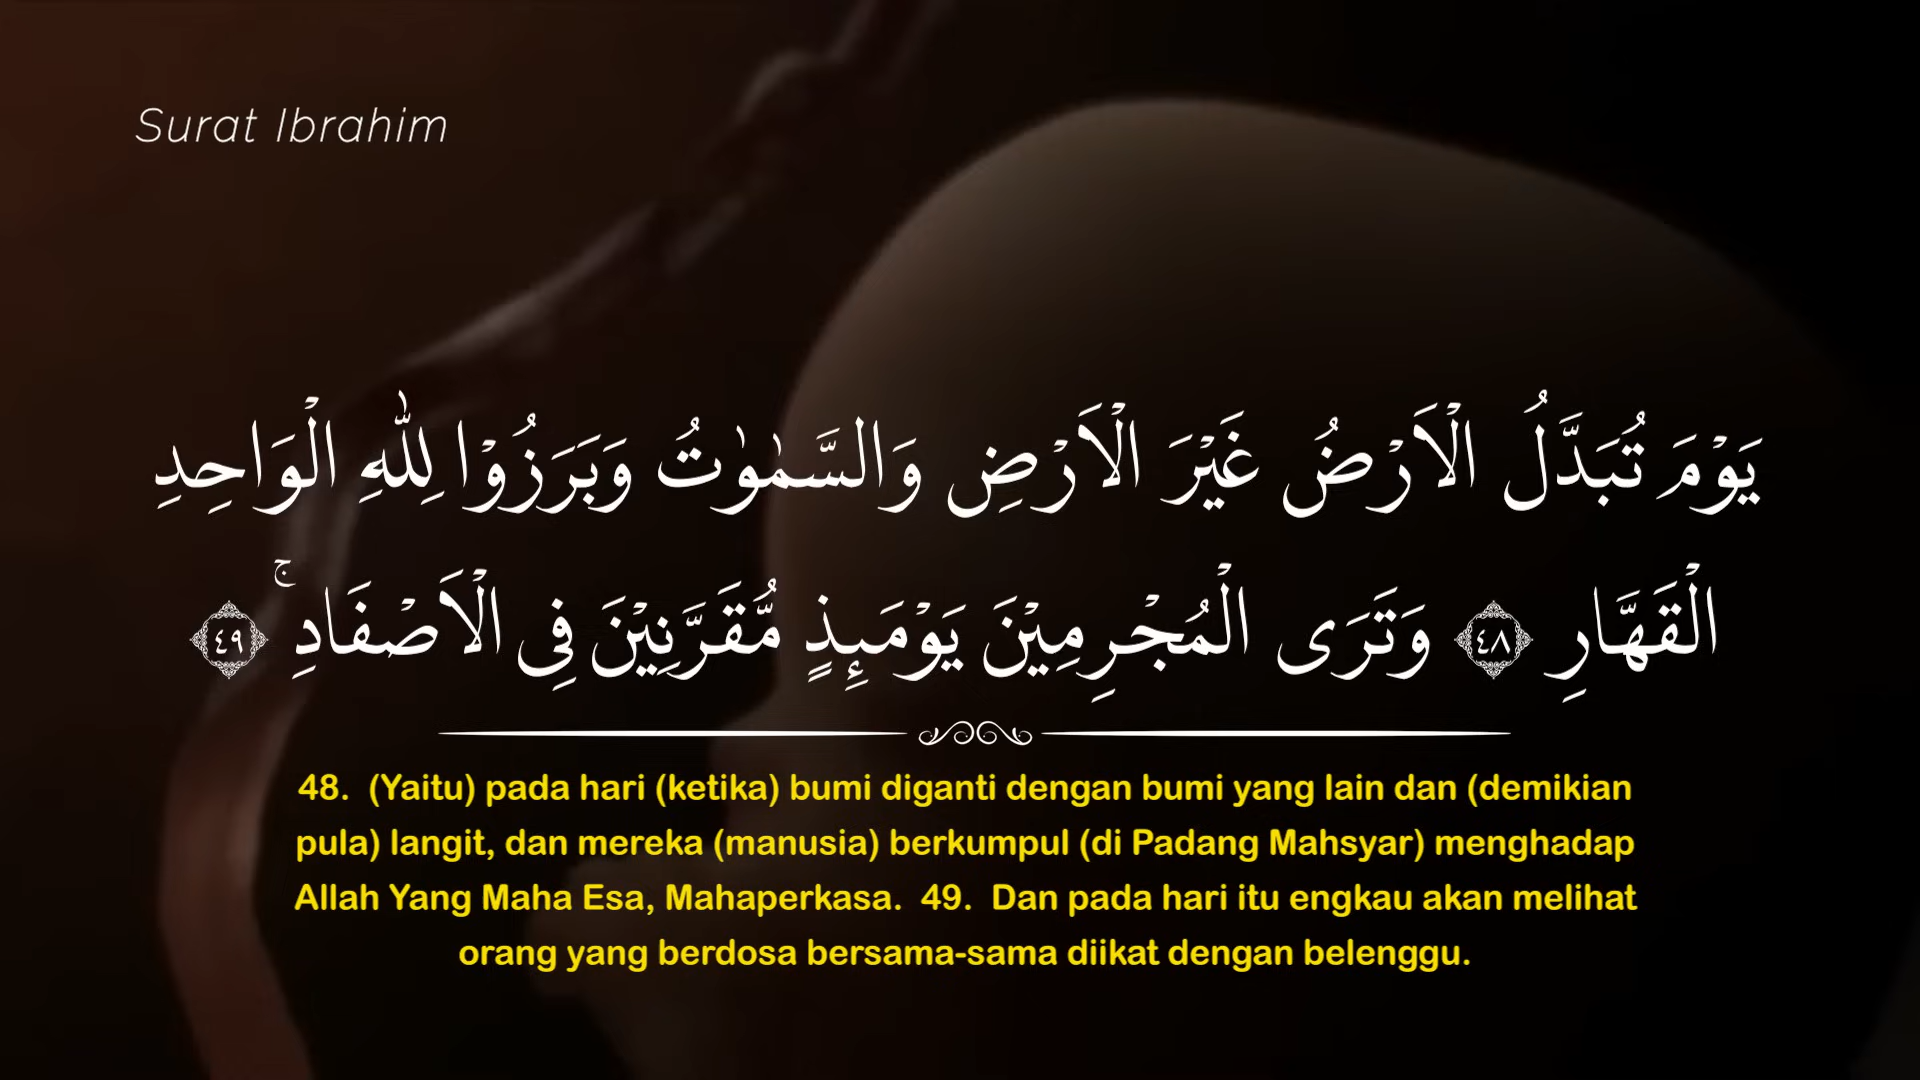 Surat Ibrahim
يَوْمَ تُبَدَّلُ الْاَرْضُ غَيْرَ الْاَرْضِ وَالسَّمٰوٰتُ وَبَرَزُوْا لِلّٰهِ الْوَاحِدِ
الْقَهَّارِ ٤٨ وَتَرَى الْمُجْرِمِيْنَ يَوْمَىِٕذٍ مُّقَرَّنِيْنَ فِى الْاَصْفَادِۚ ٤٩
48.  (Yaitu) pada hari (ketika) bumi diganti dengan bumi yang lain dan (demikian
pula) langit, dan mereka (manusia) berkumpul (di Padang Mahsyar) menghadap
Allah Yang Maha Esa, Mahaperkasa.  49.  Dan pada hari itu engkau akan melihat
orang yang berdosa bersama-sama diikat dengan belenggu.